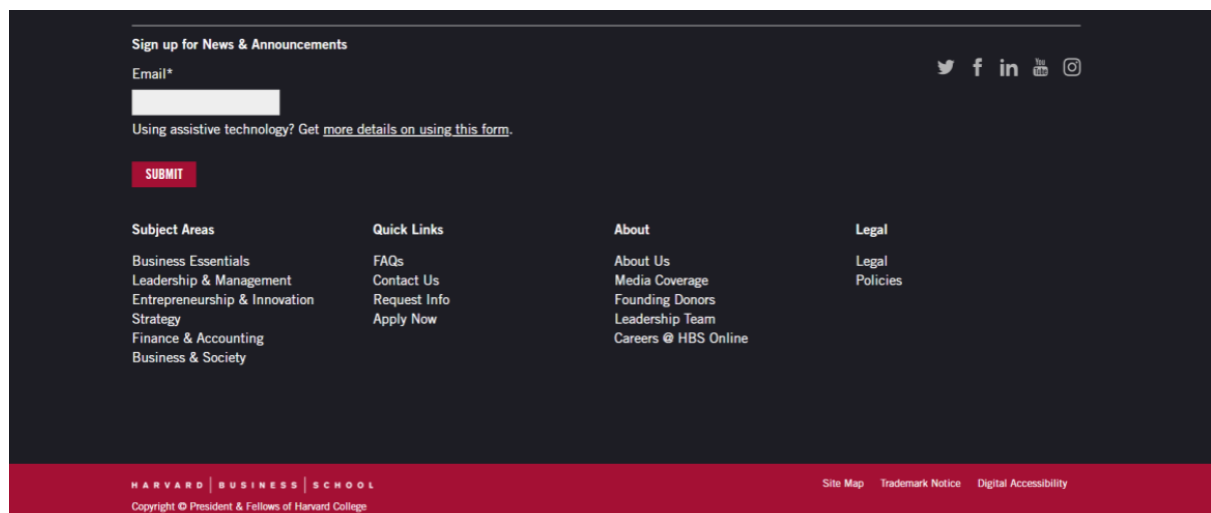 Sign up for News & Announcements
Email*
Using assistive technology? Get more details on using this form.
SUBMIT
Subject Areas
Business Essentials
Leadership & Management
Entrepreneurship & Innovation
Strategy
Finance & Accounting
Business & Society
Quick Links
FAQs
Contact Us
Request Info
Apply Now
About
About Us
Media Coverage
Founding Donors
Leadership Team
Careers @ HBS Online
Legal
Legal
Policies
HARVARD | BUSINESS | SCHOOL
Copyright © President & Fellows of Harvard College
Site Map Trademark Notice Digital Accessibility